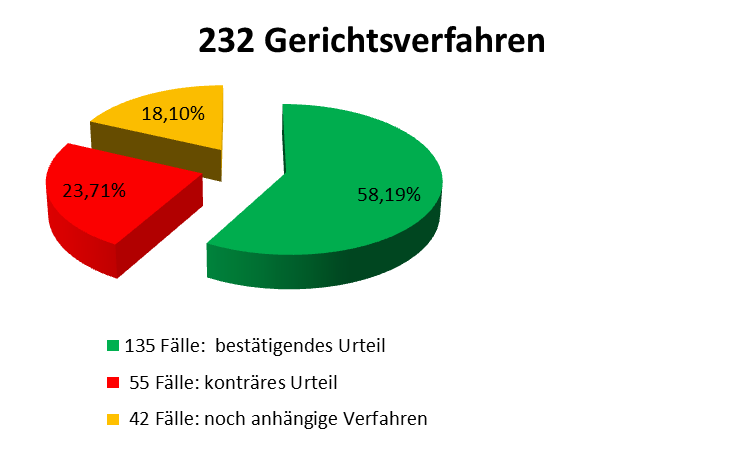 232 Gerichtsverfahren
18,10%
23,71%
58,19%
135 Fälle:  bestätigendes Urteil
55 Fälle: konträres Urteil
42 Fälle: noch anhängige Verfahren